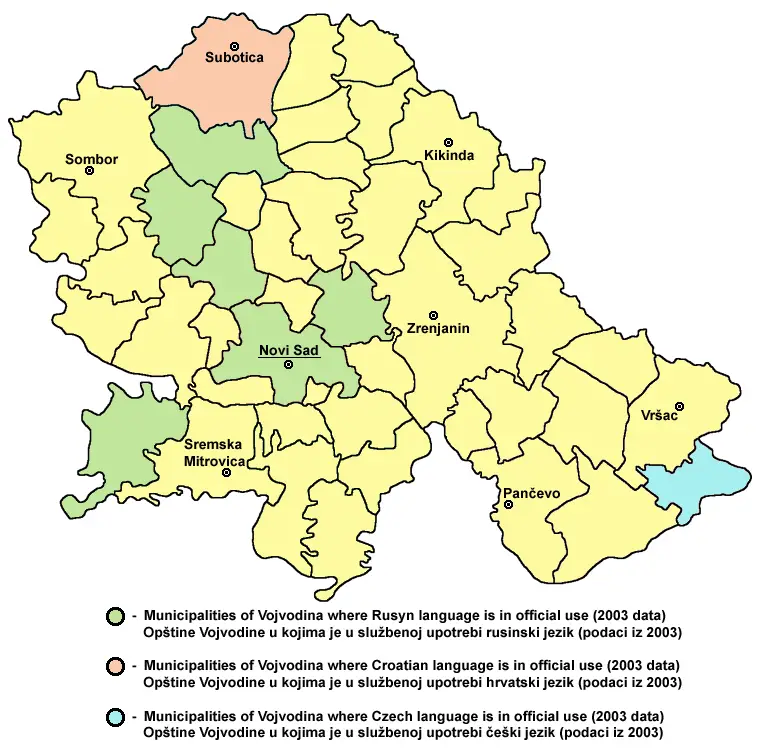 Subotica
Sombor
Kikinda
Zrenjanin
Novi Sad
Vršac
Sremska
Mitrovica
Pančevo
- Municipalities of Vojvodina where Rusyn language is in official use (2003 data)
Opštine Vojvodine u kojima je u službenoj upotrebi rusinski jezik (podaci iz 2003)
- Municipalities of Vojvodina where Croatian language is in official use (2003 data)
Opštine Vojvodine u kojima je u službenoj upotrebi hrvatski jezik (podaci iz 2003)
- Municipalities of Vojvodina where Czech language is in official use (2003 data)
Opštine Vojvodine u kojima je u službenoj upotrebi češki jezik (podaci iz 2003)